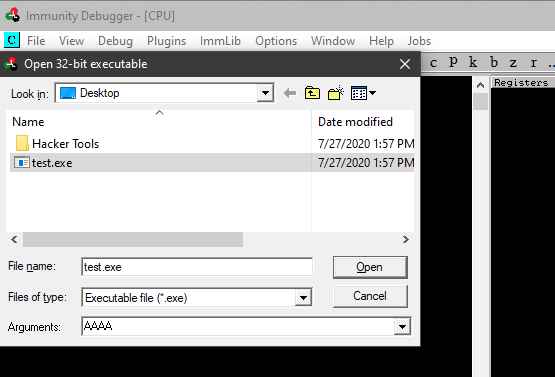 Immunity Debugger - [CPU]
C File View Debug Plugins ImmLib Options Window Help Jobs
Open 32-bit executable
c p k b z r ...
Look in: Desktop
Registers
Name Date modified
Hacker Tools 7/27/2020 1:57 PM
test.exe 7/27/2020 1:57 PM
File name: test.exe Open
Files of type: Executable file (*.exe) Cancel
Arguments: AAAA